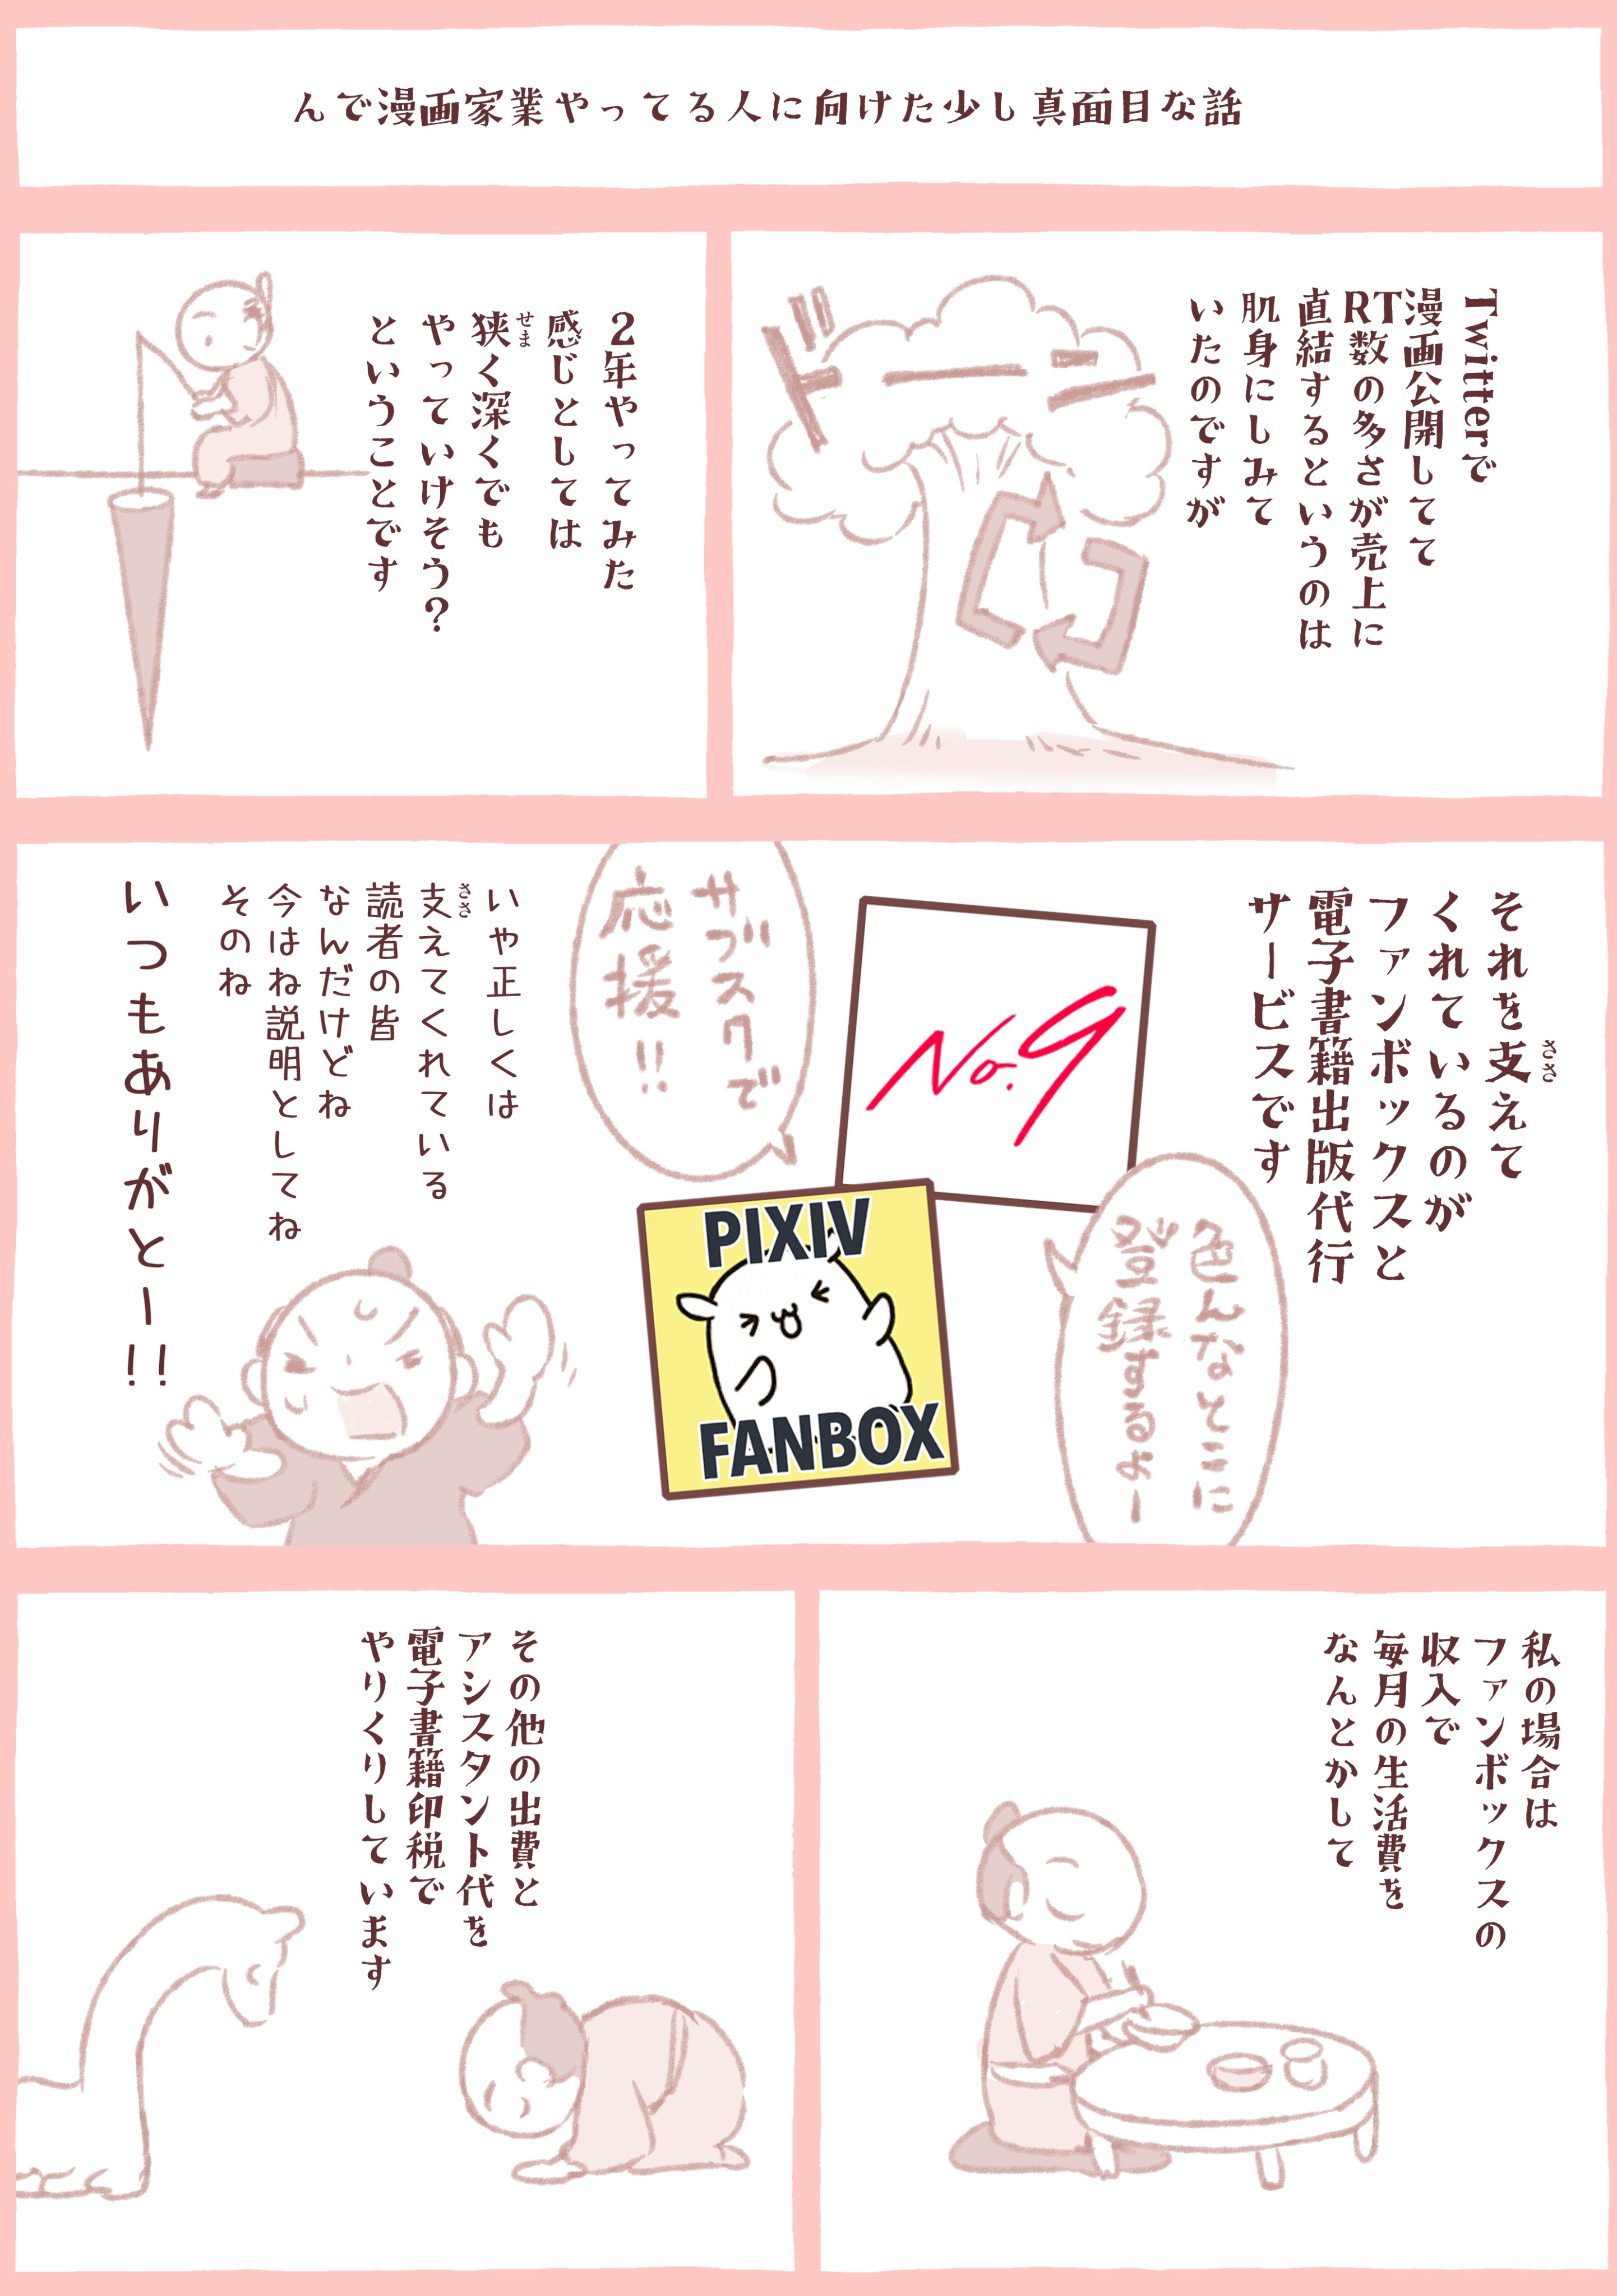 んで漫画家業やってる人に向けた少し真面目な話
Twitterで
漫画公開してて
RT数の多さが売上に
直結するというのは
肌身にしみて
いたのですが
ドーン
2年やってみた
感じとしては
狭く深くでも
せま
やっていけそう?
ということです
それを支えて
ささ
くれているのが
ファンボックスと
電子書籍出版代行
サービスです
No.9
色んなとこに
登録するよー
サブスクで
応援!!
PIXIV
FANBOX
いや正しくは
支えてくれている
ささ
読者の皆
なんだけどね
今はね説明としてね
そのね
いつもありがとー!!
私の場合は
ファンボックスの
収入で
毎月の生活費を
なんとかして
その他の出費と
アシスタント代を
電子書籍印税で
やりくりしています